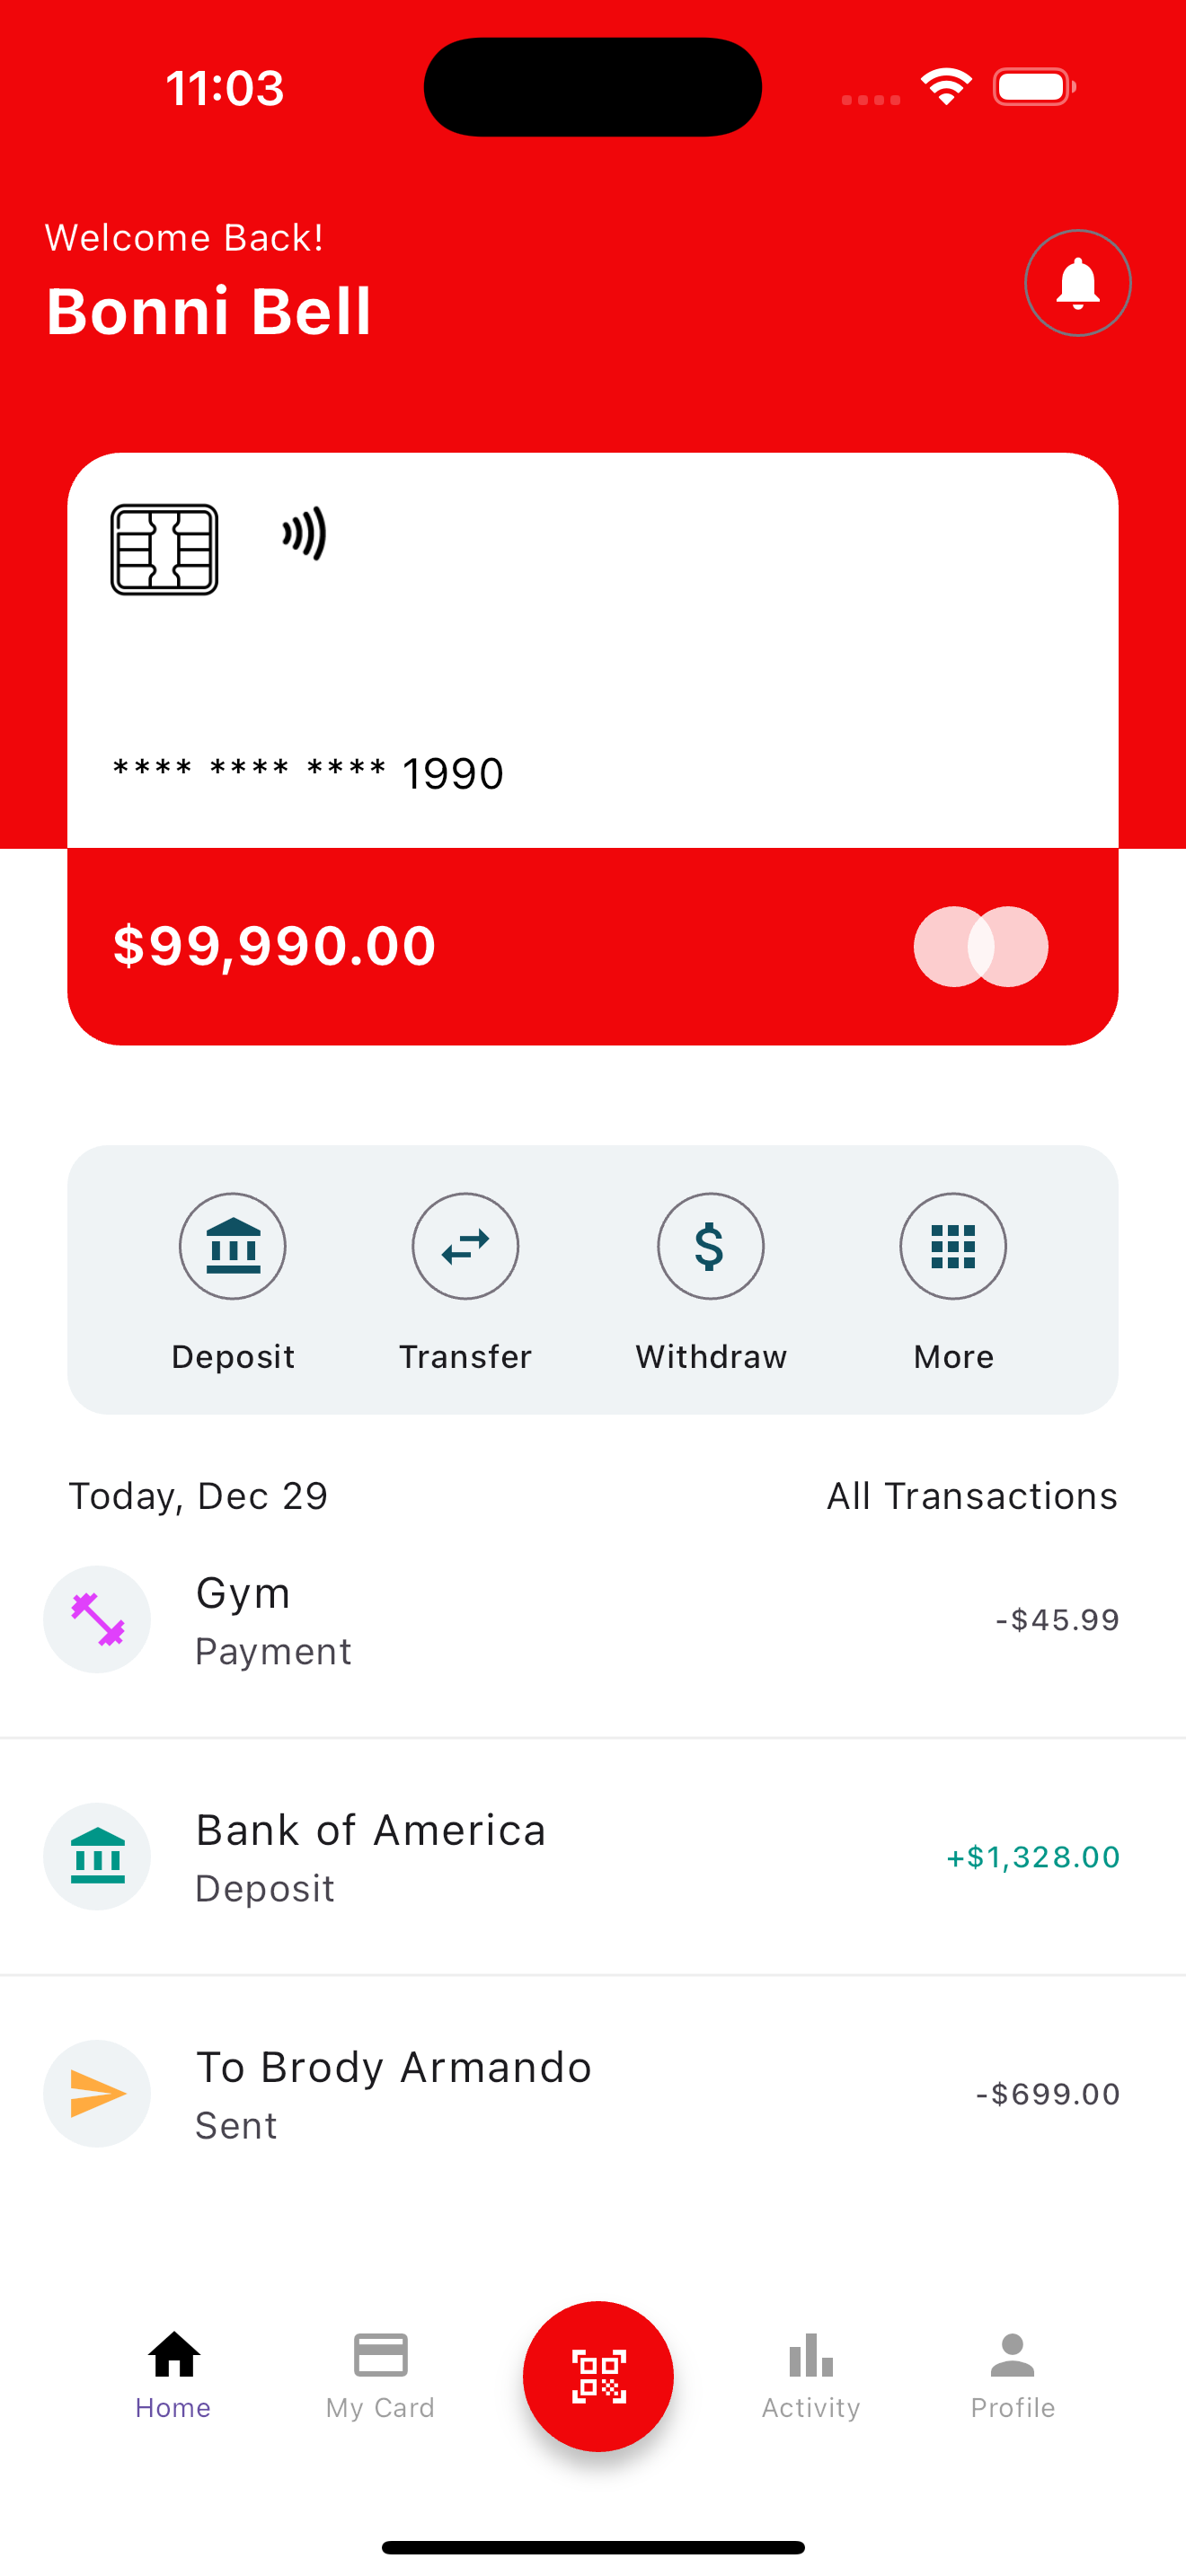 11:03
Welcome Back!
Bonni Bell
**** **** **** 1990
$99,990.00
Deposit Transfer Withdraw More
Today, Dec 29 All Transactions
Gym
Payment
-$45.99
Bank of America
Deposit
+$1,328.00
To Brody Armando
Sent
-$699.00
Home My Card Activity Profile